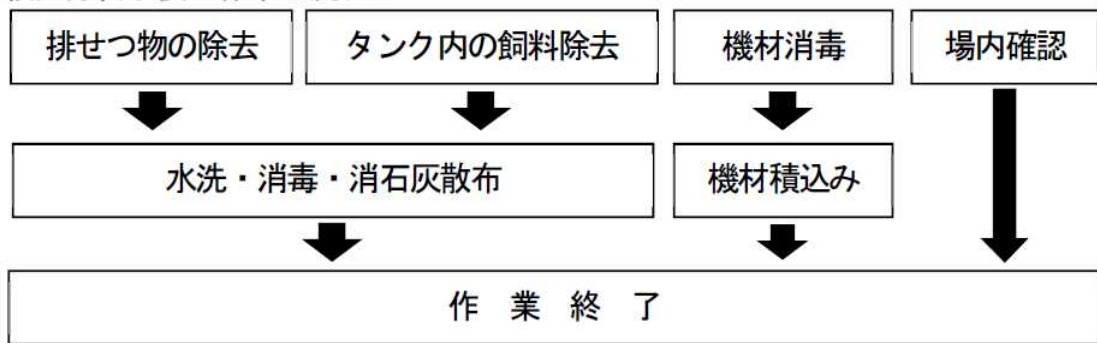 排せつ物の除去
タンク内の飼料除去
機材消毒
場内確認
水洗・消毒・消石灰散布
機材積込み
作業終了